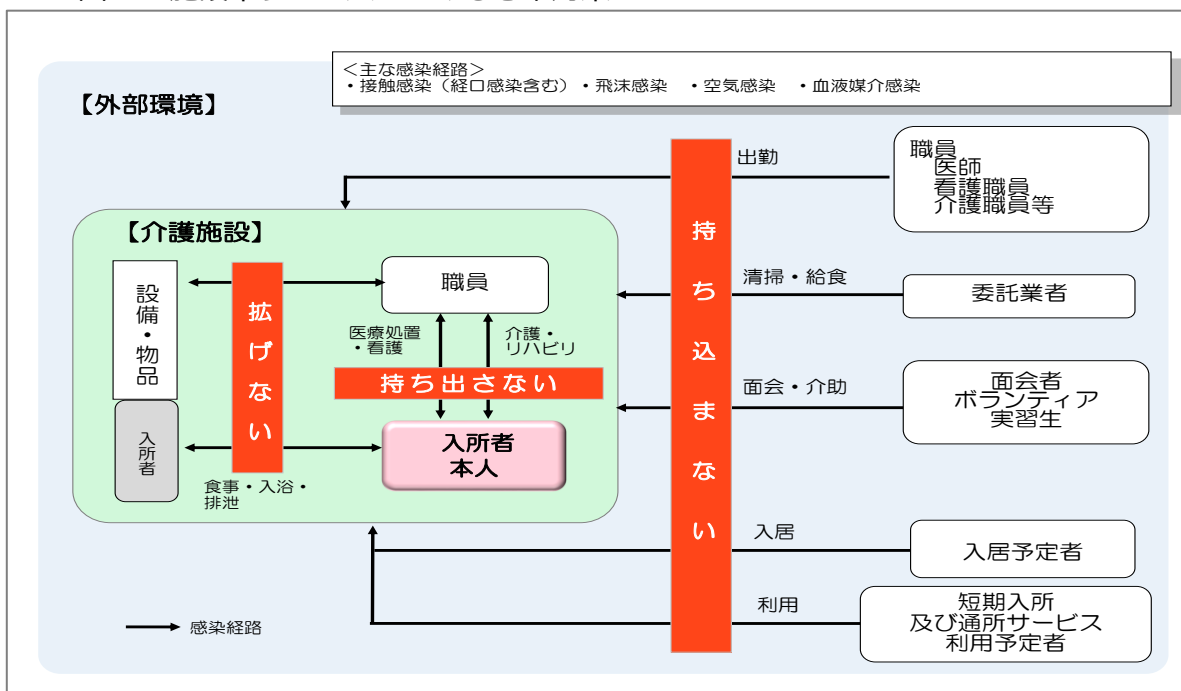 <主な感染経路>
・接触感染（経口感染含む）・飛沫感染　・空気感染　・血液媒介感染
【外部環境】
出勤
職員
医師
看護職員
介護職員等
【介護施設】
設備・物品
入所者
拡げない
職員
医療処置
・看護
介護・
リハビリ
持ち出さない
入所者
本人
食事・入浴・
排泄
持ち込まない
清掃・給食
委託業者
面会・介助
面会者
ボランティア
実習生
入居
入居予定者
利用
短期入所
及び通所サービス
利用予定者
感染経路